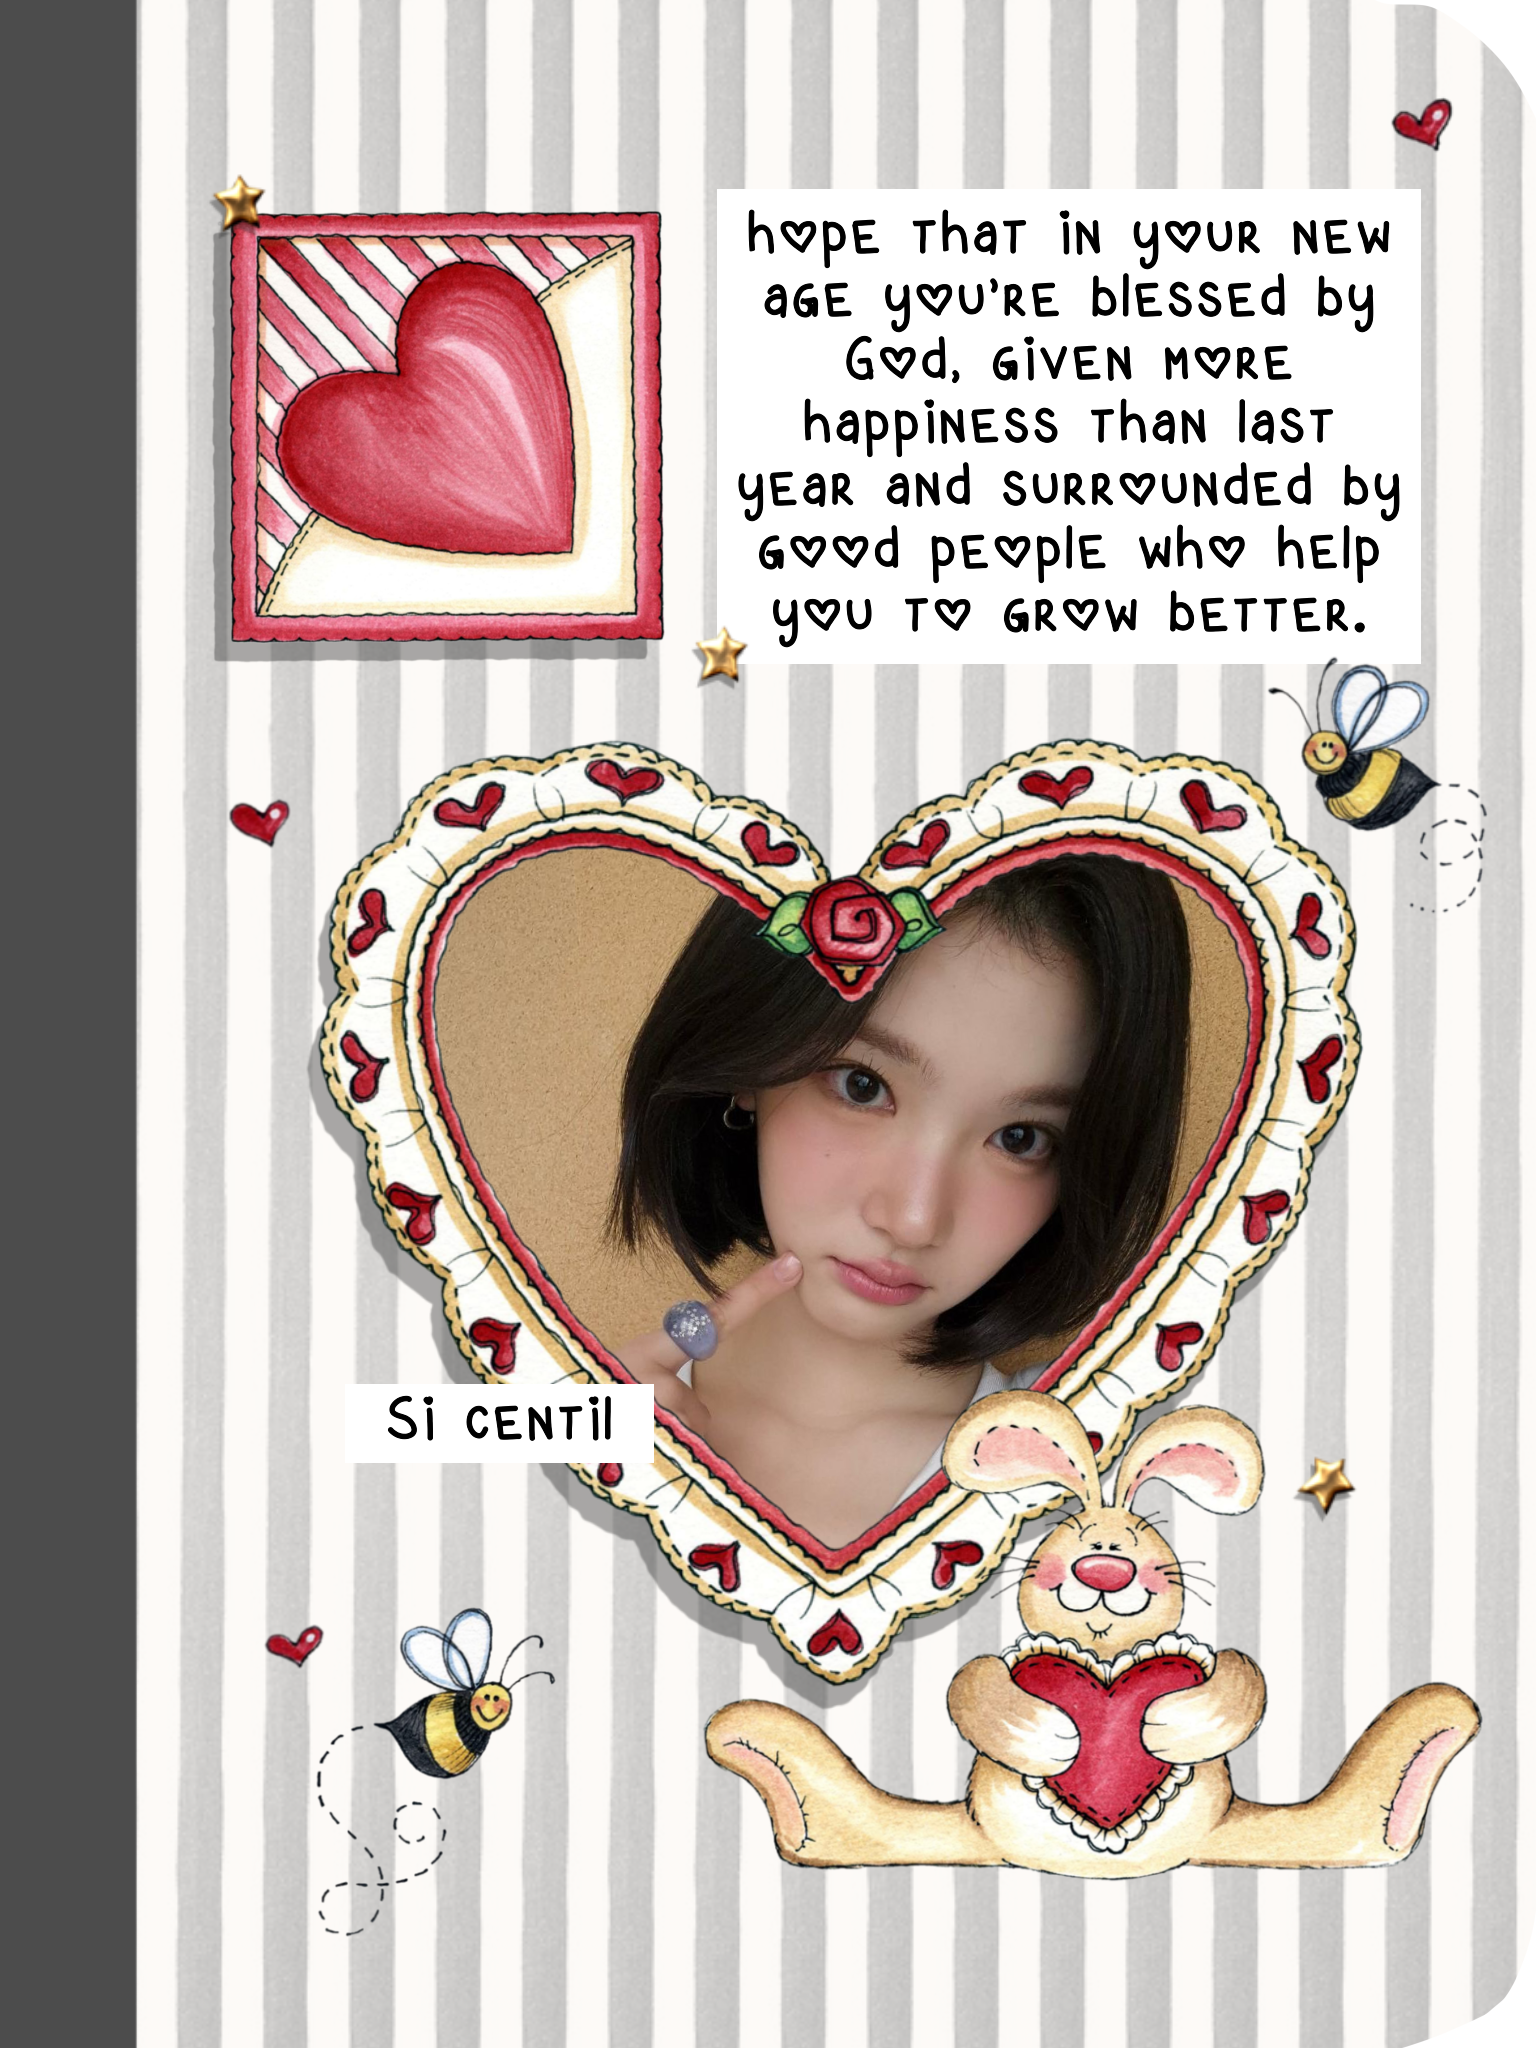 hope that in your new
age you're blessed by
God, given more
happiness than last
year and surrounded by
good people who help
you to grow better.
Si centil